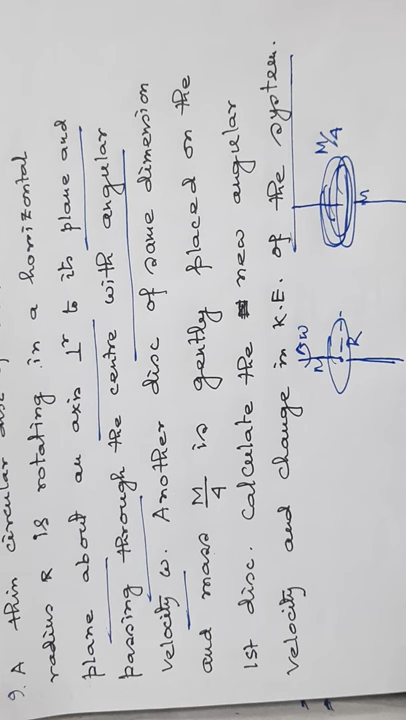 9. A thin circular disc of
radius R is rotating in a horizontal
plane about an axis ⊥r to its plane and
passing through the centre with angular
velocity ω. Another disc of same dimension
and mass M/4 is gently placed on the
1st disc. Calculate the new angular
velocity and change in K.E. of the system.
M ω
R
M/4
M